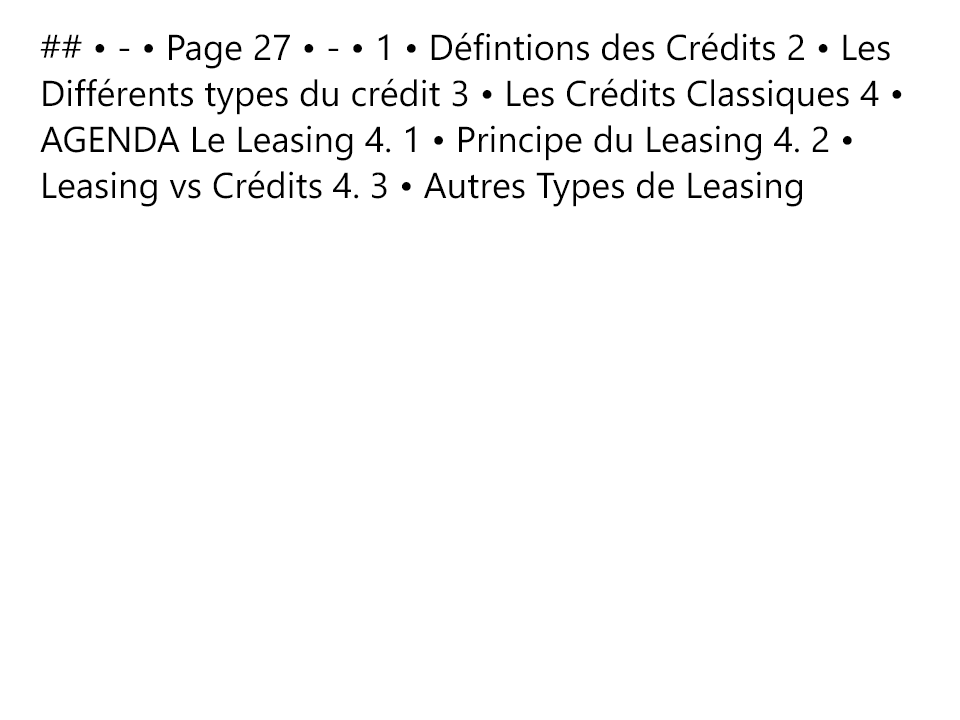 ## • - • Page 27 • - • 1 • Défintions des Crédits 2 • Les
Différents types du crédit 3 • Les Crédits Classiques 4 •
AGENDA Le Leasing 4. 1 • Principe du Leasing 4. 2 •
Leasing vs Crédits 4. 3 • Autres Types de Leasing